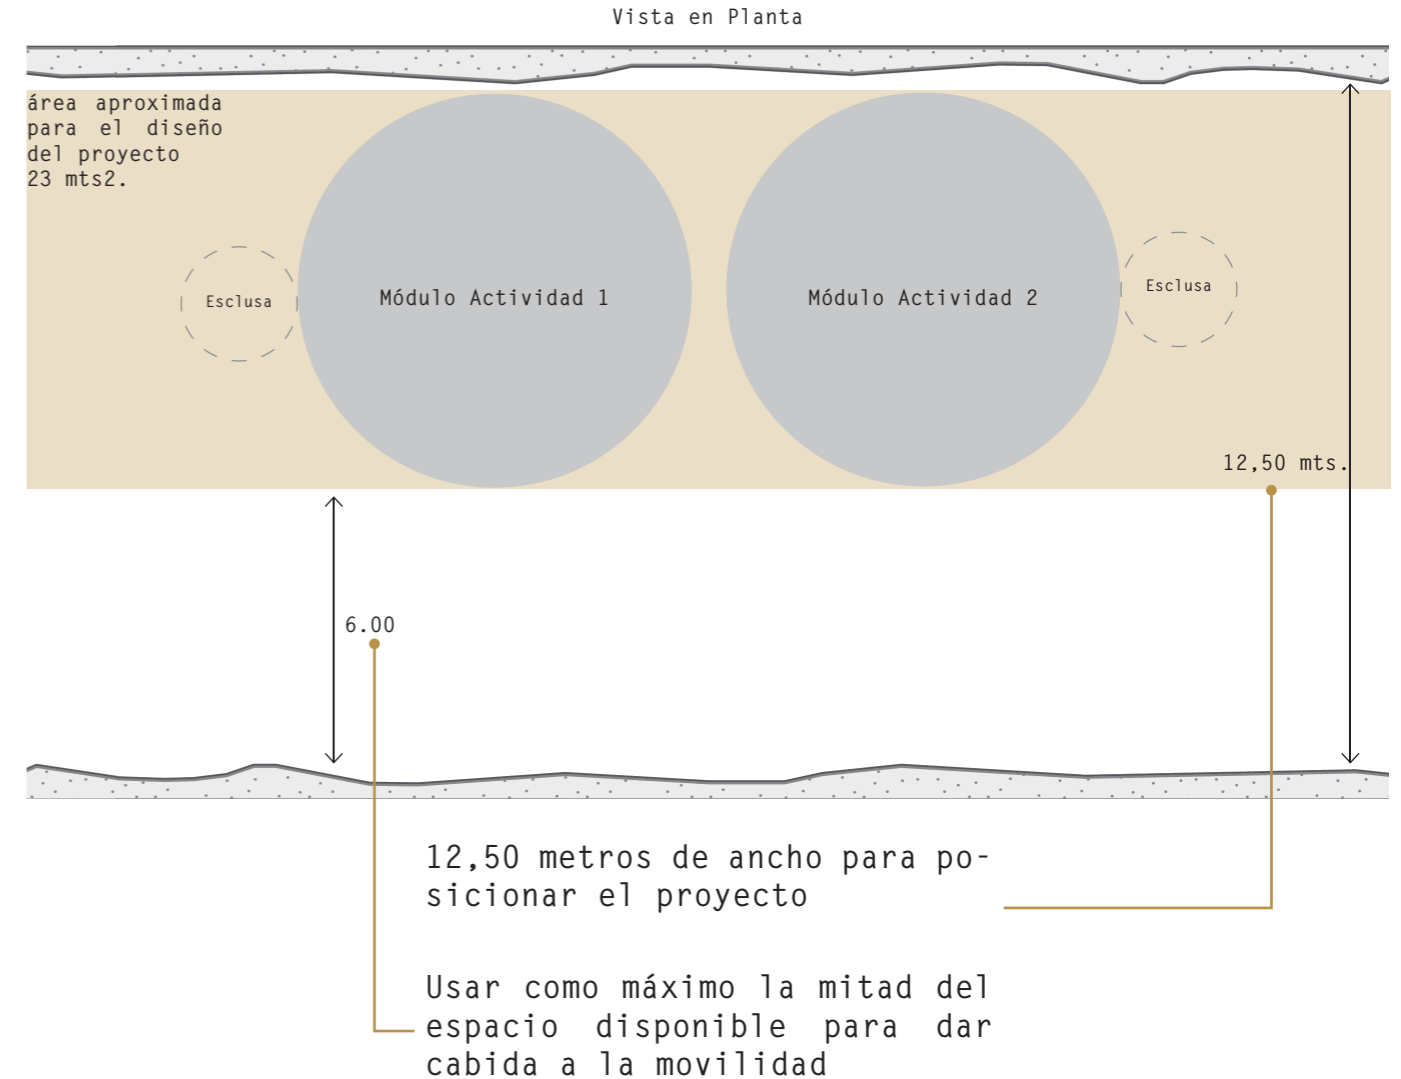 Vista en Planta
área aproximada
para el diseño
del proyecto
23 mts2.
Esclusa
Módulo Actividad 1
Módulo Actividad 2
Esclusa
12,50 mts.
6.00
12,50 metros de ancho para po-
sicionar el proyecto
Usar como máximo la mitad del
espacio disponible para dar
cabida a la movilidad